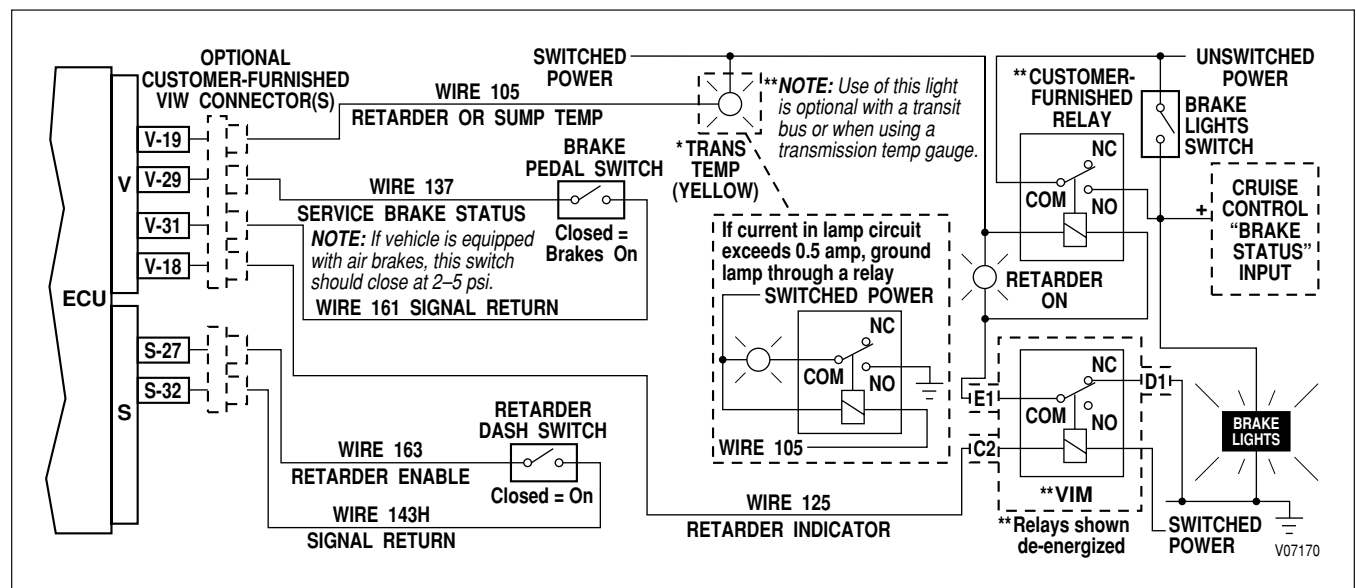 OPTIONAL
CUSTOMER-FURNISHED
VIW CONNECTOR(S)
ECU
V
V-19
V-29
V-31
V-18
S
S-27
S-32
WIRE 105
RETARDER OR SUMP TEMP
SWITCHED
POWER
* TRANS
TEMP
(YELLOW)
**NOTE: Use of this light
is optional with a transit
bus or when using a
transmission temp gauge.
BRAKE
PEDAL SWITCH
Closed =
Brakes On
WIRE 137
SERVICE BRAKE STATUS
NOTE: If vehicle is equipped
with air brakes, this switch
should close at 2–5 psi.
WIRE 161 SIGNAL RETURN
RETARDER
DASH SWITCH
Closed = On
WIRE 163
RETARDER ENABLE
WIRE 143H
SIGNAL RETURN
If current in lamp circuit
exceeds 0.5 amp, ground
lamp through a relay
SWITCHED POWER
NC
COM
NO
WIRE 105
WIRE 125
RETARDER INDICATOR
**CUSTOMER-
FURNISHED
RELAY
NC
COM
NO
RETARDER
ON
UNSWITCHED
POWER
BRAKE
LIGHTS
SWITCH
+
CRUISE
CONTROL
“BRAKE
STATUS”
INPUT
E1
C2
D1
NC
COM
NO
**VIM
**Relays shown
de-energized
SWITCHED
POWER
BRAKE
LIGHTS
V07170